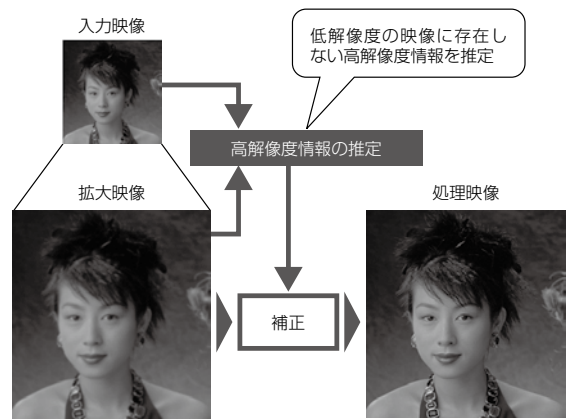 入力映像
低解像度の映像に存在し
ない高解像度情報を推定
高解像度情報の推定
拡大映像
処理映像
補正